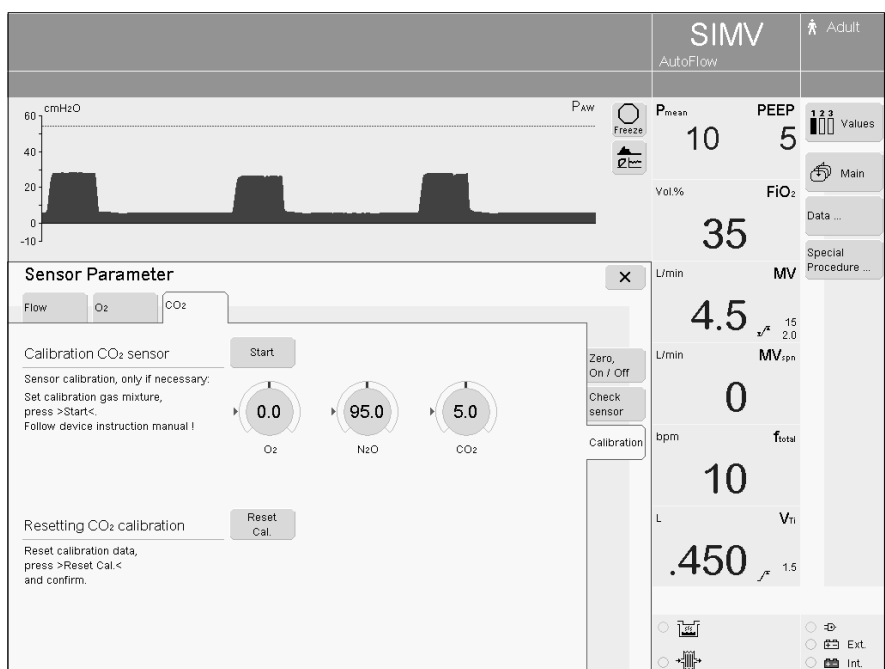 SIMV
AutoFlow
Adult
cmH2O
PAW
60
40
20
0
-10
Freeze
Pmean PEEP
10 5
Vol.% FiO2
35
L/min MV
4.5 15
2.0
L/min MVspn
0
bpm ftotal
10
L VTi
.450 1.5
1 2 3
Values
Main
Data ...
Special
Procedure ...
Sensor Parameter
Flow O2 CO2
Calibration CO2 sensor
Start
Sensor calibration, only if necessary:
Set calibration gas mixture,
press >Start<.
Follow device instruction manual !
0.0 95.0 5.0
O2 N2O CO2
Zero,
On / Off
Check
sensor
Calibration
Resetting CO2 calibration
Reset
Cal.
Reset calibration data,
press >Reset Cal.<
and confirm.
Ext.
Int.